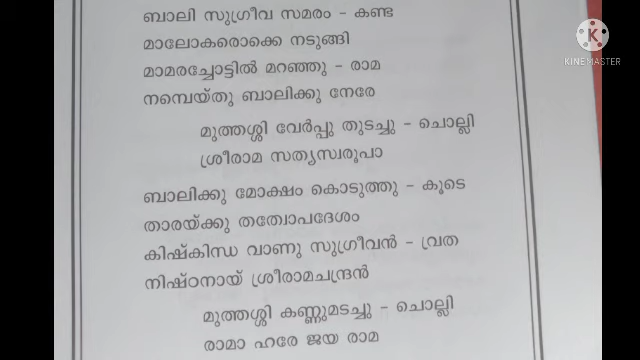 ബാലി സുഗ്രീവ സമരം - കണ്ട
മാലോകരൊക്കെ നടുങ്ങി
മാമരച്ചോട്ടിൽ മറഞ്ഞു - രാമ
നമ്പെയ്തു ബാലിക്കു നേരേ
മുത്തശ്ശി വേർപ്പു തുടച്ചു - ചൊല്ലി
ശ്രീരാമ സത്യസ്വരൂപാ
ബാലിക്കു മോക്ഷം കൊടുത്തു - കൂടെ
താരയ്ക്കു തത്വോപദേശം
കിഷ്കിന്ധ വാണു സുഗ്രീവൻ - വ്രത
നിഷ്ഠനായ് ശ്രീരാമചന്ദ്രൻ
മുത്തശ്ശി കണ്ണുമടച്ചു - ചൊല്ലി
രാമാ ഹരേ ജയ രാമ
KINEMASTER